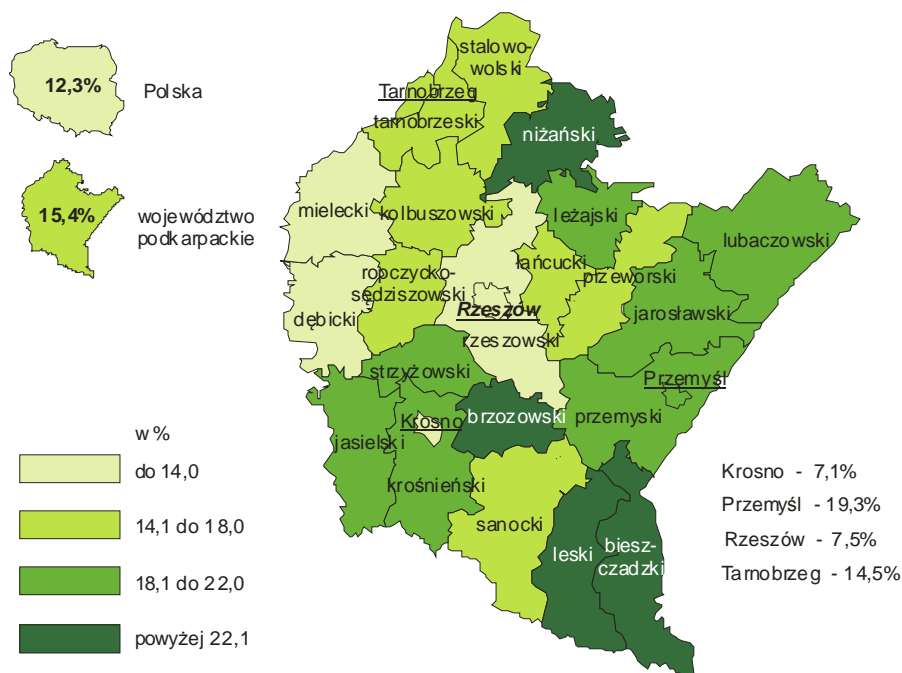 12,3%
Polska
15,4%
województwo
podkarpackie
stalowo-
wolski
Tarnobrzeg
tarnobrzeski
niżański
mielecki
kolbuszowski
leżajski
lubaczowski
ropczycko-
sędziszowski
łańcucki
przeworski
dębicki
Rzeszów
rzeszowski
jarosławski
strzyżowski
Przemyśl
Krosno
brzozowski
przemyski
jasielski
krośnieński
sanocki
leski
biesz-
czadzki
w %
do 14,0
14,1 do 18,0
18,1 do 22,0
powyżej 22,1
Krosno - 7,1%
Przemyśl - 19,3%
Rzeszów - 7,5%
Tarnobrzeg - 14,5%